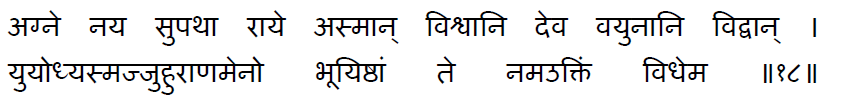 अग्ने नय सुपथा राये अस्मान् विश्वानि देव वयुनानि विद्वान् ।
युयोध्यस्मज्जुहुराणमेनो भूयिष्ठां ते नमउक्तिं विधेम ॥१८॥